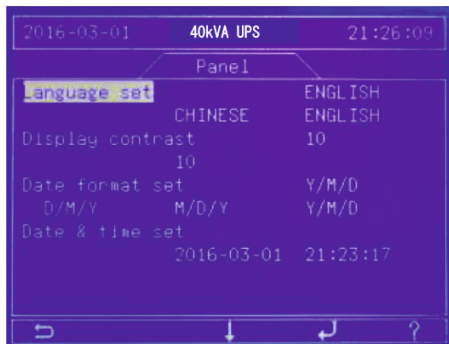 2016-03-01 40kVA UPS 21:26:09
Panel
Language set ENGLISH
CHINESE ENGLISH
Display contrast 10
10
Date format set Y/M/D
D/M/Y M/D/Y Y/M/D
Date & time set
2016-03-01 21:23:17
?